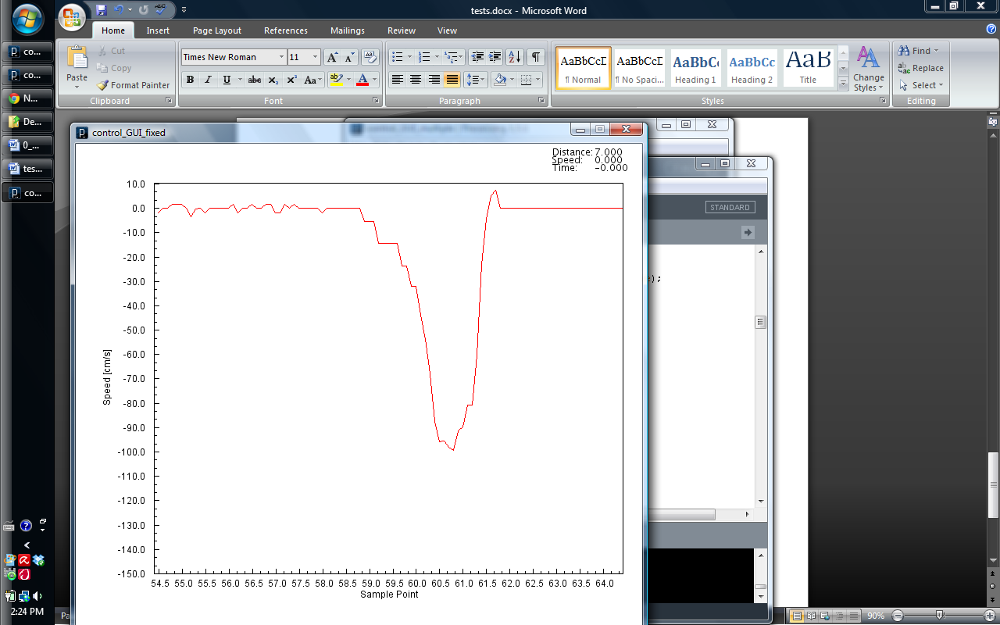 tests.docx - Microsoft Word
Home Insert Page Layout References Mailings Review View
co...
co...
N...
De...
0_...
tes...
co...
Paste
Cut
Copy
Format Painter
Clipboard
Times New Roman 11
Font
Paragraph
AaBbCcI AaBbCcI AaBbC AaBbCc AaB
¶ Normal ¶ No Spaci... Heading 1 Heading 2 Title
Change Styles
Styles
Find
Replace
Select
Editing
control_GUI_fixed
Distance: 7.000
Speed: 0.000
Time: -0.000
STANDARD
);
10.0
0.0
-10.0
-20.0
-30.0
-40.0
-50.0
-60.0
-70.0
-80.0
-90.0
-100.0
-110.0
-120.0
-130.0
-140.0
-150.0
Speed [cm/s]
54.5 55.0 55.5 56.0 56.5 57.0 57.5 58.0 58.5 59.0 59.5 60.0 60.5 61.0 61.5 62.0 62.5 63.0 63.5 64.0
Sample Point
2:24 PM
Pa
90%